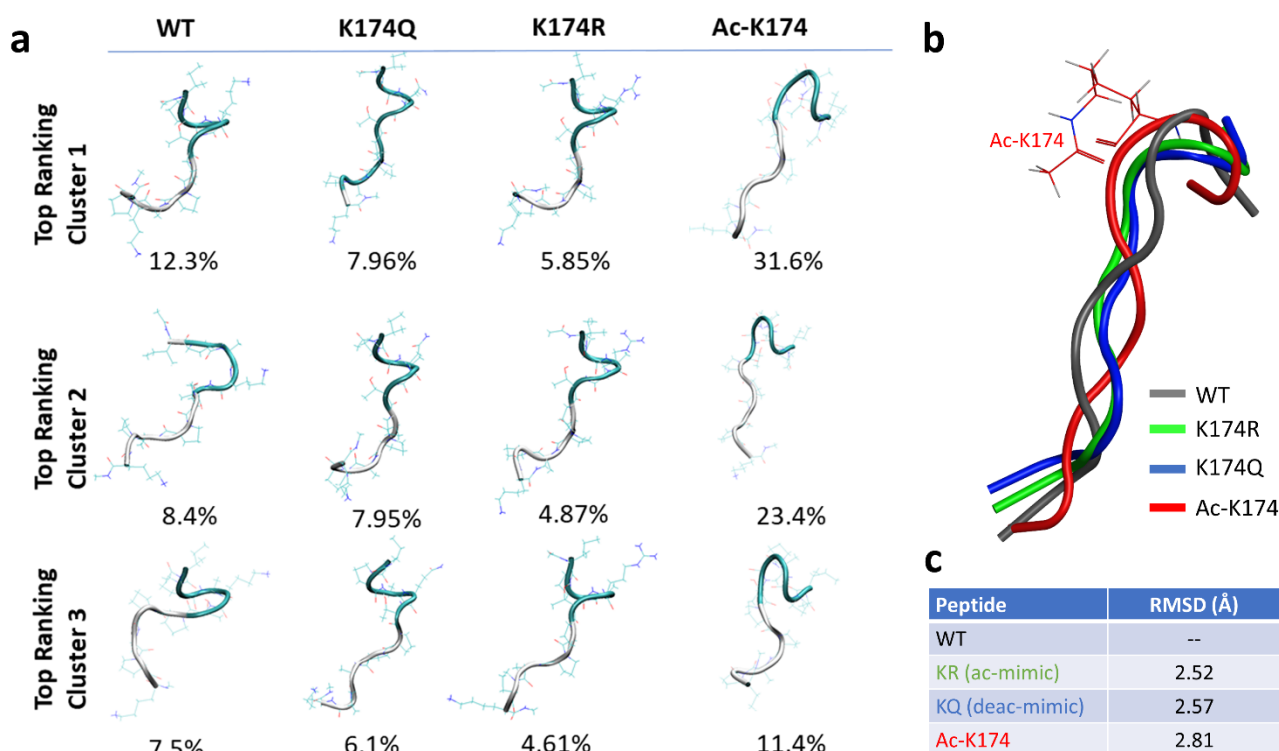 a
WT K174Q K174R Ac-K174
Top Ranking
Cluster 1
12.3% 7.96% 5.85% 31.6%
Top Ranking
Cluster 2
8.4% 7.95% 4.87% 23.4%
Top Ranking
Cluster 3
7.5% 6.1% 4.61% 11.4%
b
Ac-K174
WT
K174R
K174Q
Ac-K174
c
Peptide RMSD (Å)
WT --
KR (ac-mimic) 2.52
KQ (deac-mimic) 2.57
Ac-K174 2.81